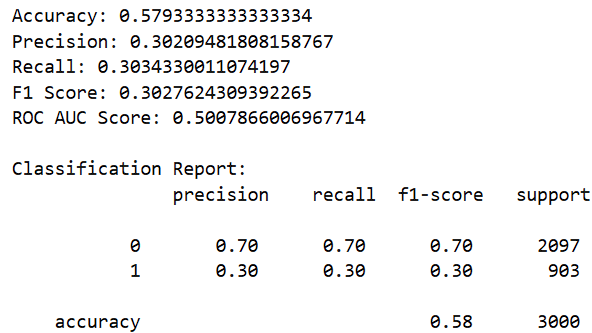 Accuracy: 0.5793333333333334
Precision: 0.30209481808158767
Recall: 0.3034330011074197
F1 Score: 0.3027624309392265
ROC AUC Score: 0.5007866006967714
Classification Report:
precision recall f1-score support
0 0.70 0.70 0.70 2097
1 0.30 0.30 0.30 903
accuracy 0.58 3000